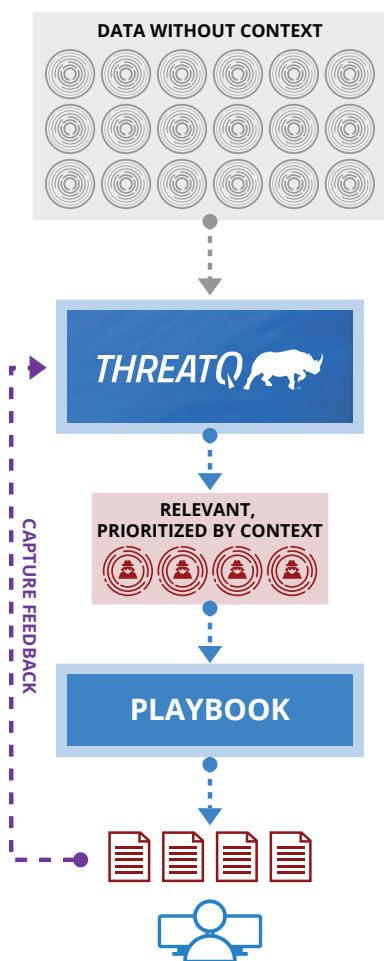 DATA WITHOUT CONTEXT
THREATQ
RELEVANT,
PRIORITIZED BY CONTEXT
CAPTURE FEEDBACK
PLAYBOOK